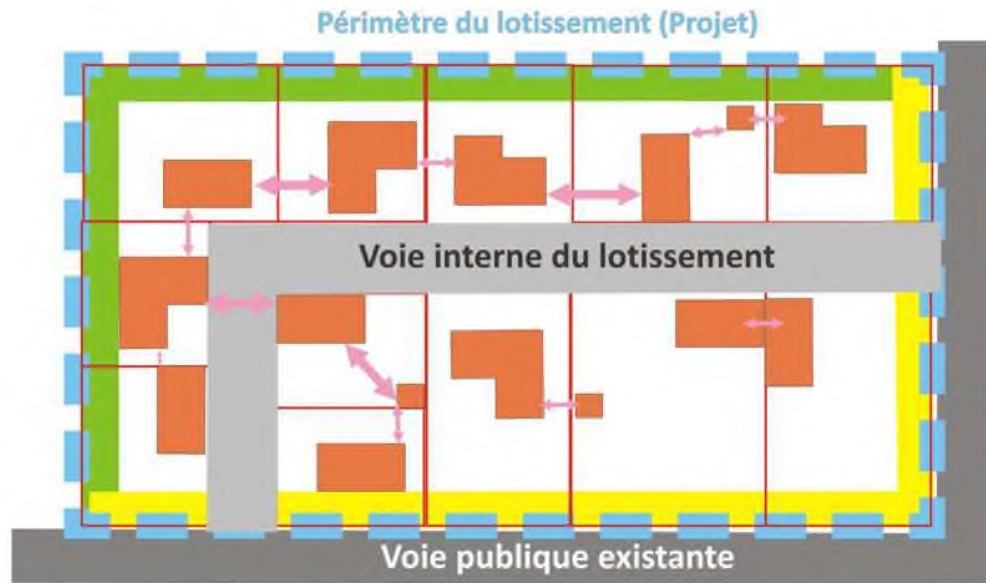 Périmètre du lotissement (Projet)
Voie interne du lotissement
Voie publique existante